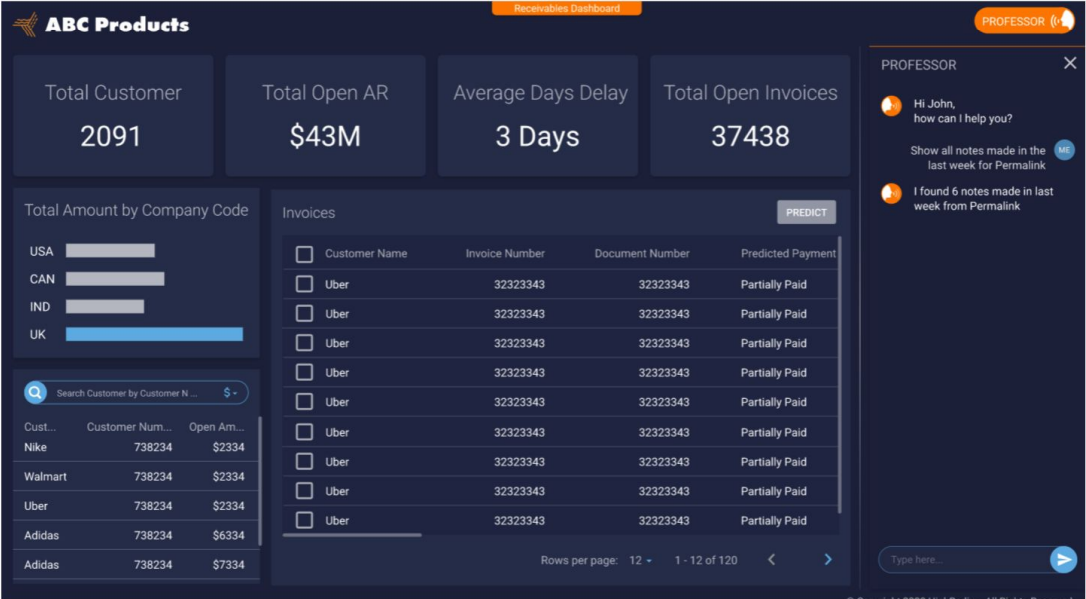 Receivables Dashboard
ABC Products
PROFESSOR
Total Customer
2091
Total Open AR
$43M
Average Days Delay
3 Days
Total Open Invoices
37438
Total Amount by Company Code
USA
CAN
IND
UK
Search Customer by Customer N... $
Cust... Customer Num... Open Am...
Nike 738234 $2334
Walmart 738234 $2334
Uber 738234 $2334
Adidas 738234 $6334
Adidas 738234 $7334
Invoices
PREDICT
Customer Name Invoice Number Document Number Predicted Payment
Uber 32323343 32323343 Partially Paid
Uber 32323343 32323343 Partially Paid
Uber 32323343 32323343 Partially Paid
Uber 32323343 32323343 Partially Paid
Uber 32323343 32323343 Partially Paid
Uber 32323343 32323343 Partially Paid
Uber 32323343 32323343 Partially Paid
Uber 32323343 32323343 Partially Paid
Uber 32323343 32323343 Partially Paid
Rows per page: 12 1 - 12 of 120
PROFESSOR
Hi John,
how can I help you?
Show all notes made in the
last week for Permalink
ME
I found 6 notes made in last
week from Permalink
Type here...